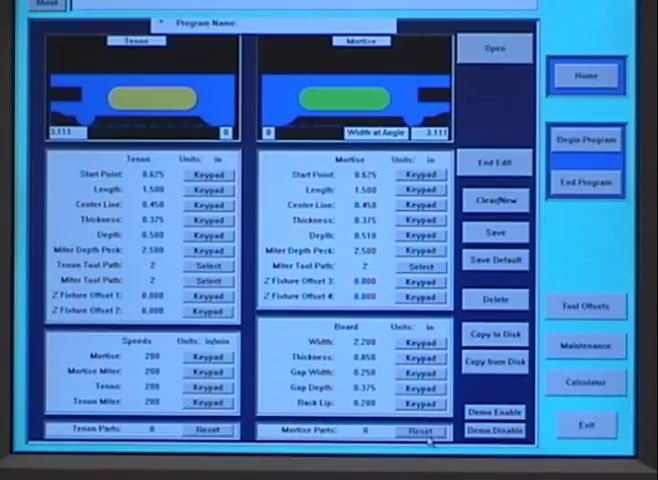 About
* Program Name:
Tenon
Mortise
Open
Home
3.111 0
0 Width at Angle 3.111
Begin Program
End Program
End Edit
Clear/New
Save
Save Default
Delete
Copy to Disk
Copy from Disk
Demo Enable
Demo Disable
Tool Offsets
Maintenance
Calculator
Exit
Tenon Units: in
Start Point: 0.625 Keypad
Length: 1.500 Keypad
Center Line: 0.450 Keypad
Thickness: 0.375 Keypad
Depth: 0.500 Keypad
Miter Depth Peck: 2.500 Keypad
Tenon Tool Path: 2 Select
Miter Tool Path: 2 Select
Z Fixture Offset 1: 0.000 Keypad
Z Fixture Offset 2: 0.000 Keypad
Mortise Units: in
Start Point: 0.625 Keypad
Length: 1.500 Keypad
Center Line: 0.450 Keypad
Thickness: 0.375 Keypad
Depth: 0.510 Keypad
Miter Depth Peck: 2.500 Keypad
Miter Tool Path: 2 Select
Z Fixture Offset 3: 0.000 Keypad
Z Fixture Offset 4: 0.000 Keypad
Speeds Units: in/min
Mortise: 200 Keypad
Mortise Miter: 200 Keypad
Tenon: 200 Keypad
Tenon Miter: 200 Keypad
Board Units: in
Width: 2.200 Keypad
Thickness: 0.850 Keypad
Gap Width: 0.250 Keypad
Gap Depth: 0.375 Keypad
Back Lip: 0.200 Keypad
Tenon Parts: 0 Reset
Mortise Parts: 0 Reset